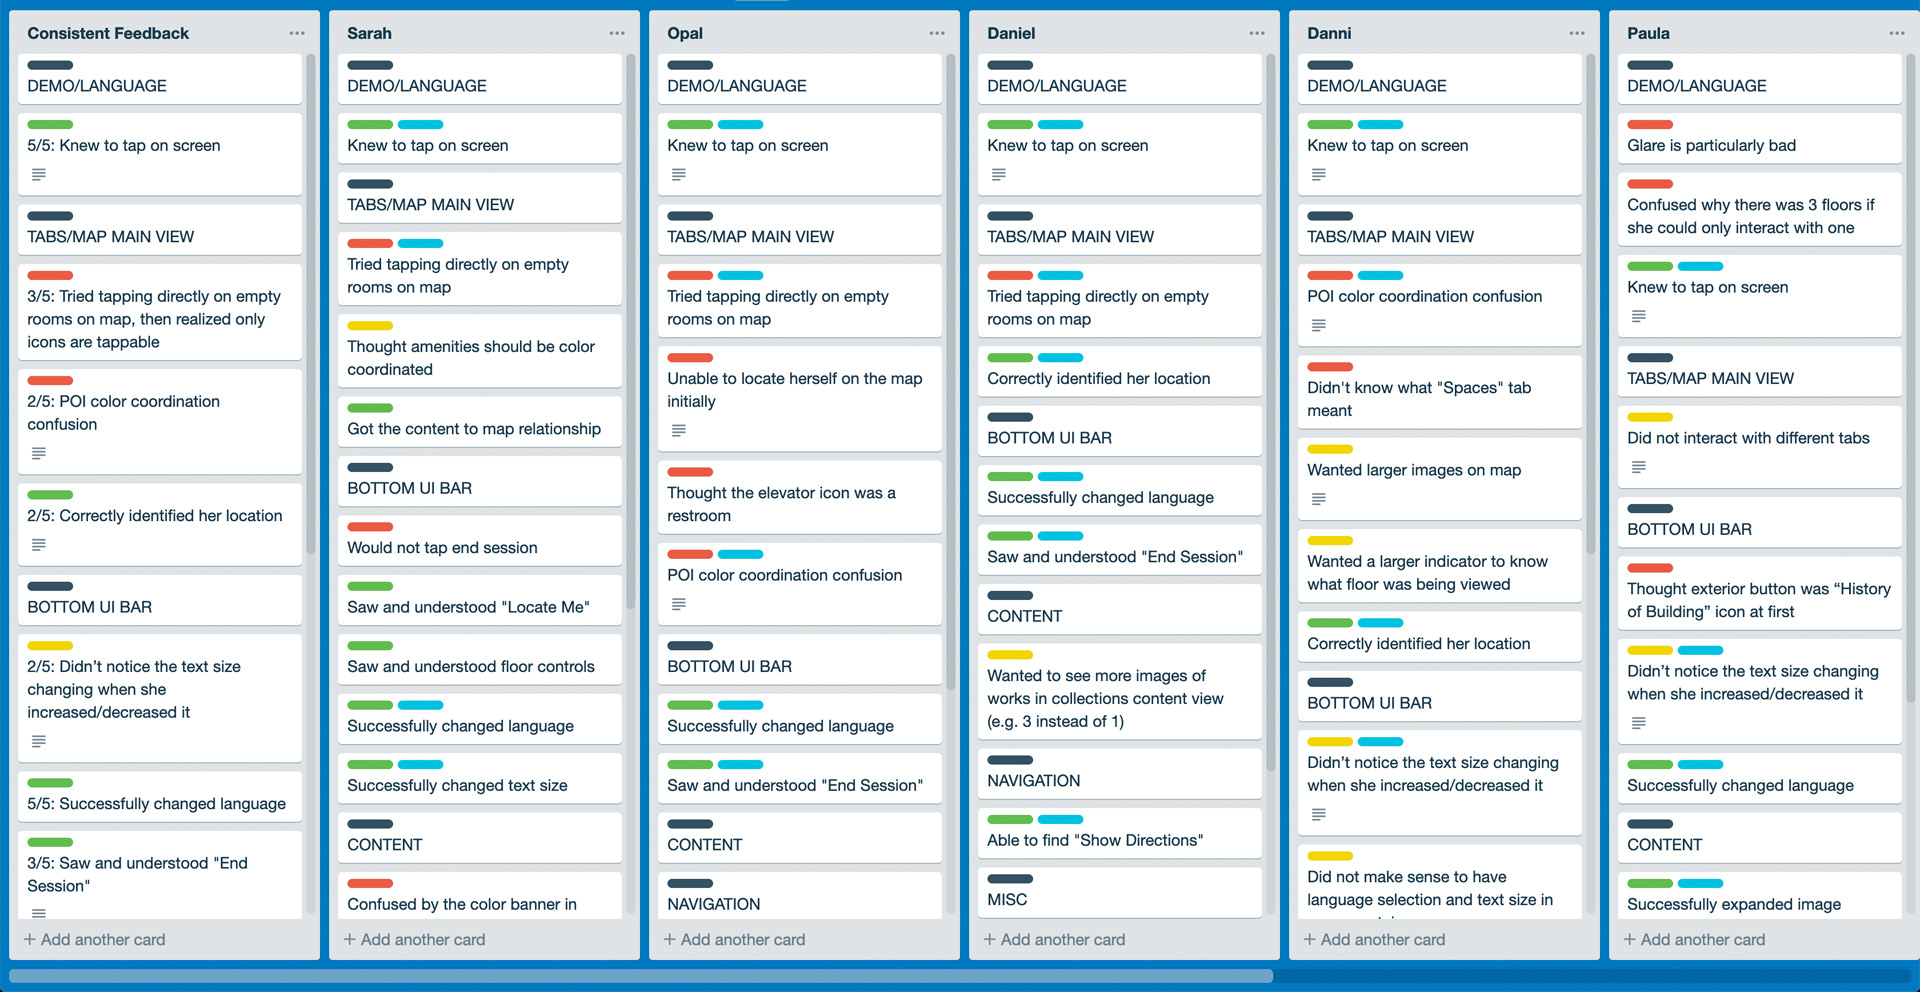 Consistent Feedback
DEMO/LANGUAGE
5/5: Knew to tap on screen
TABS/MAP MAIN VIEW
3/5: Tried tapping directly on empty
rooms on map, then realized only
icons are tappable
2/5: POI color coordination
confusion
2/5: Correctly identified her location
BOTTOM UI BAR
2/5: Didn’t notice the text size
changing when she
increased/decreased it
5/5: Successfully changed language
3/5: Saw and understood "End
Session"
+ Add another card
Sarah
DEMO/LANGUAGE
Knew to tap on screen
TABS/MAP MAIN VIEW
Tried tapping directly on empty
rooms on map
Thought amenities should be color
coordinated
Got the content to map relationship
BOTTOM UI BAR
Would not tap end session
Saw and understood "Locate Me"
Saw and understood floor controls
Successfully changed language
Successfully changed text size
CONTENT
Confused by the color banner in
+ Add another card
Opal
DEMO/LANGUAGE
Knew to tap on screen
TABS/MAP MAIN VIEW
Tried tapping directly on empty
rooms on map
Unable to locate herself on the map
initially
Thought the elevator icon was a
restroom
POI color coordination confusion
BOTTOM UI BAR
Successfully changed language
Saw and understood "End Session"
CONTENT
NAVIGATION
+ Add another card
Daniel
DEMO/LANGUAGE
Knew to tap on screen
TABS/MAP MAIN VIEW
Tried tapping directly on empty
rooms on map
Correctly identified her location
BOTTOM UI BAR
Successfully changed language
Saw and understood "End Session"
CONTENT
Wanted to see more images of
works in collections content view
(e.g. 3 instead of 1)
NAVIGATION
Able to find "Show Directions"
MISC
+ Add another card
Danni
DEMO/LANGUAGE
Knew to tap on screen
TABS/MAP MAIN VIEW
POI color coordination confusion
Didn't know what "Spaces" tab
meant
Wanted larger images on map
Wanted a larger indicator to know
what floor was being viewed
Correctly identified her location
BOTTOM UI BAR
Didn’t notice the text size changing
when she increased/decreased it
Did not make sense to have
language selection and text size in
+ Add another card
Paula
DEMO/LANGUAGE
Glare is particularly bad
Confused why there was 3 floors if
she could only interact with one
Knew to tap on screen
TABS/MAP MAIN VIEW
Did not interact with different tabs
BOTTOM UI BAR
Thought exterior button was “History
of Building” icon at first
Didn’t notice the text size changing
when she increased/decreased it
Successfully changed language
CONTENT
Successfully expanded image
+ Add another card